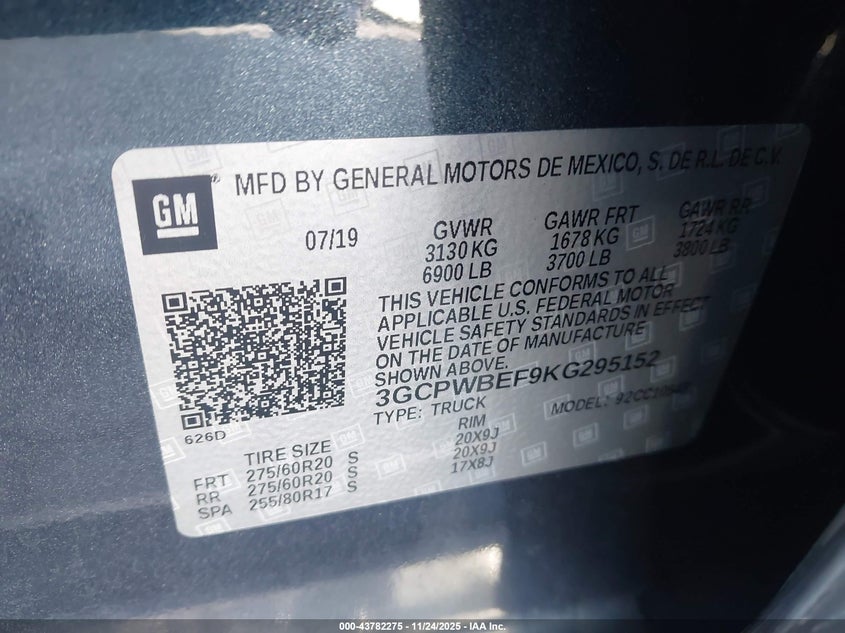 GM
MFD BY GENERAL MOTORS DE MEXICO, S. DE R.L. DE C.V.
07/19
GVWR
3130 KG
6900 LB
GAWR FRT
1678 KG
3700 LB
GAWR RR
1724 KG
3800 LB
THIS VEHICLE CONFORMS TO ALL
APPLICABLE U.S. FEDERAL MOTOR
VEHICLE SAFETY STANDARDS IN EFFECT
ON THE DATE OF MANUFACTURE
SHOWN ABOVE.
3GCPWBEF9KG295152
TYPE: TRUCK
MODEL:
626D
TIRE SIZE
RIM
FRT 275/60R20 S 20X9J
RR 275/60R20 S 20X9J
SPA 255/80R17 S 17X8J
000-43782275 | 11/24/2025 | IAA Inc.